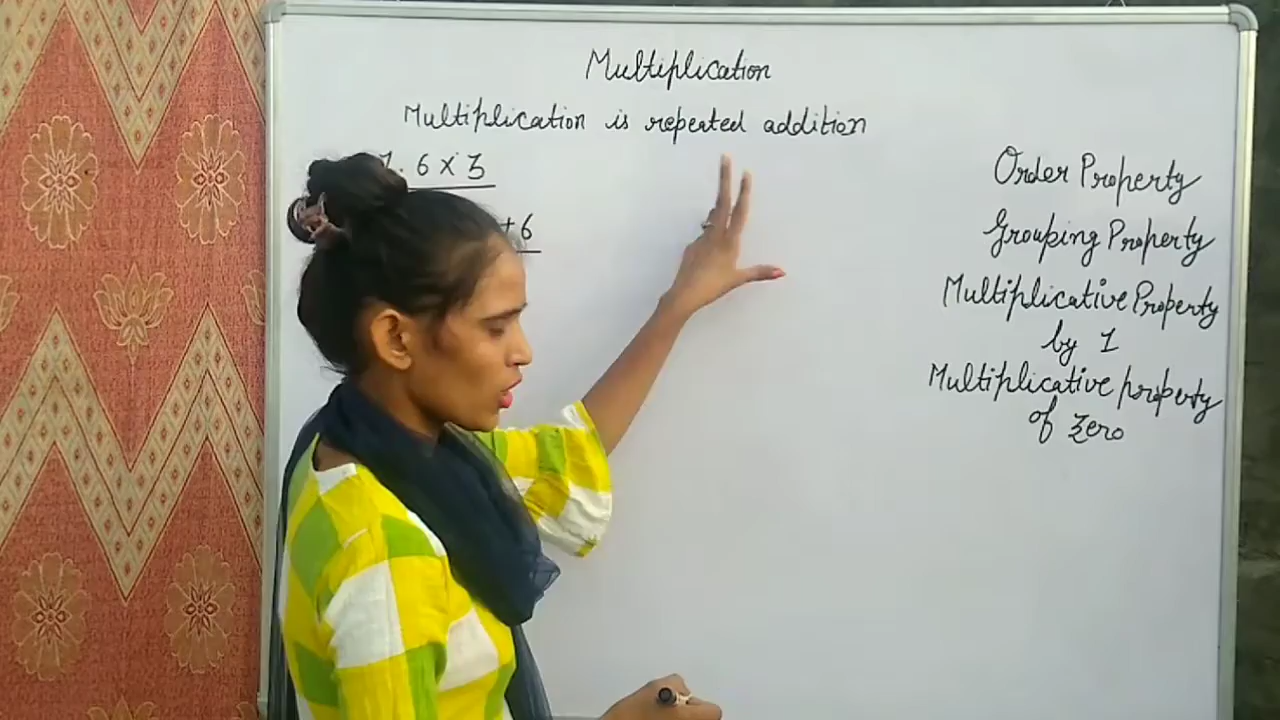 Multiplication
Multiplication is repeated addition
1. 6 × 3
+6
Order Property
Grouping Property
Multiplicative Property
by 1
Multiplicative property
of zero